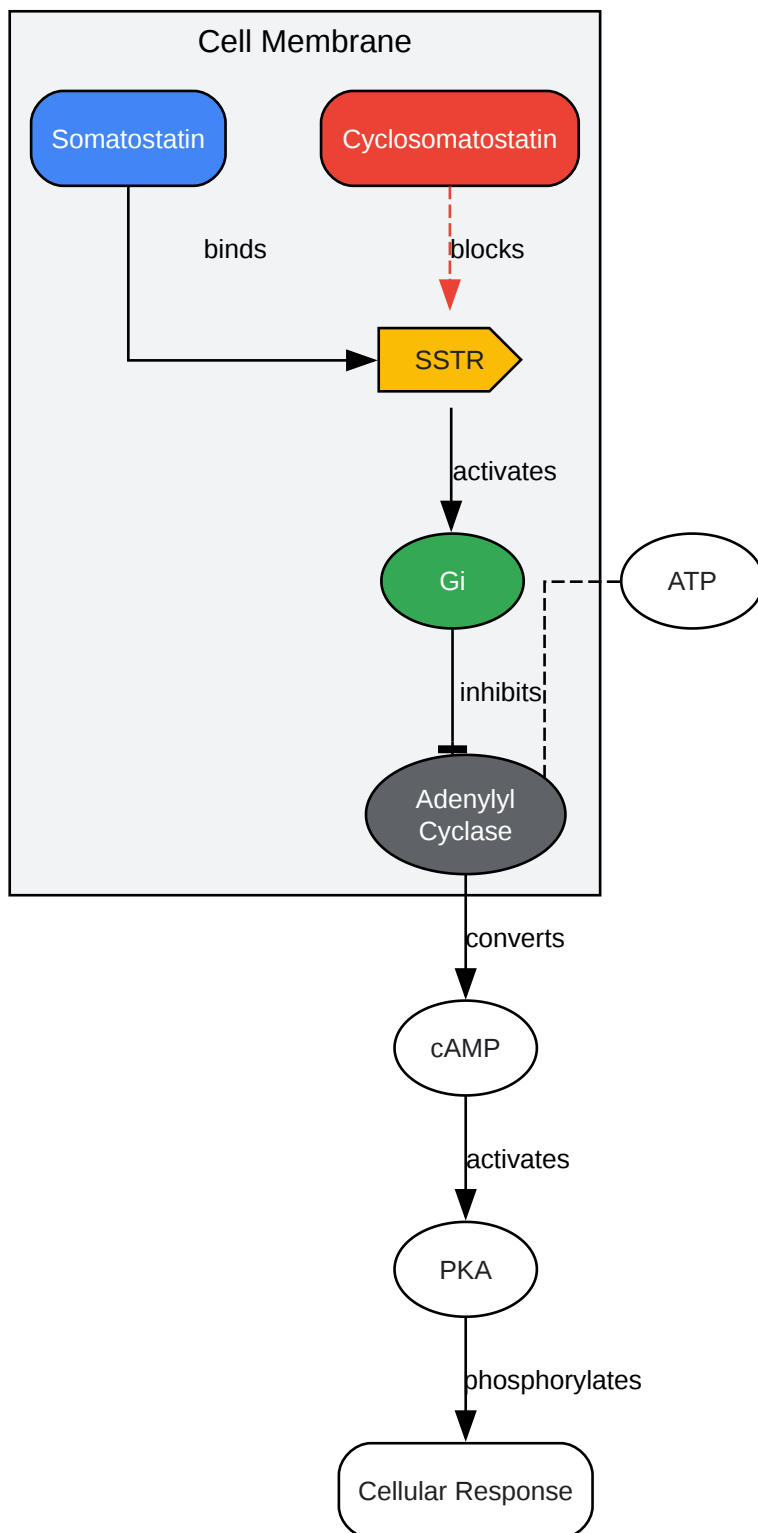 Cell Membrane
Somatostatin
Cyclosomatostatin
binds
blocks
SSTR
activates
Gi
ATP
inhibits
Adenylyl
Cyclase
converts
cAMP
activates
PKA
phosphorylates
Cellular Response